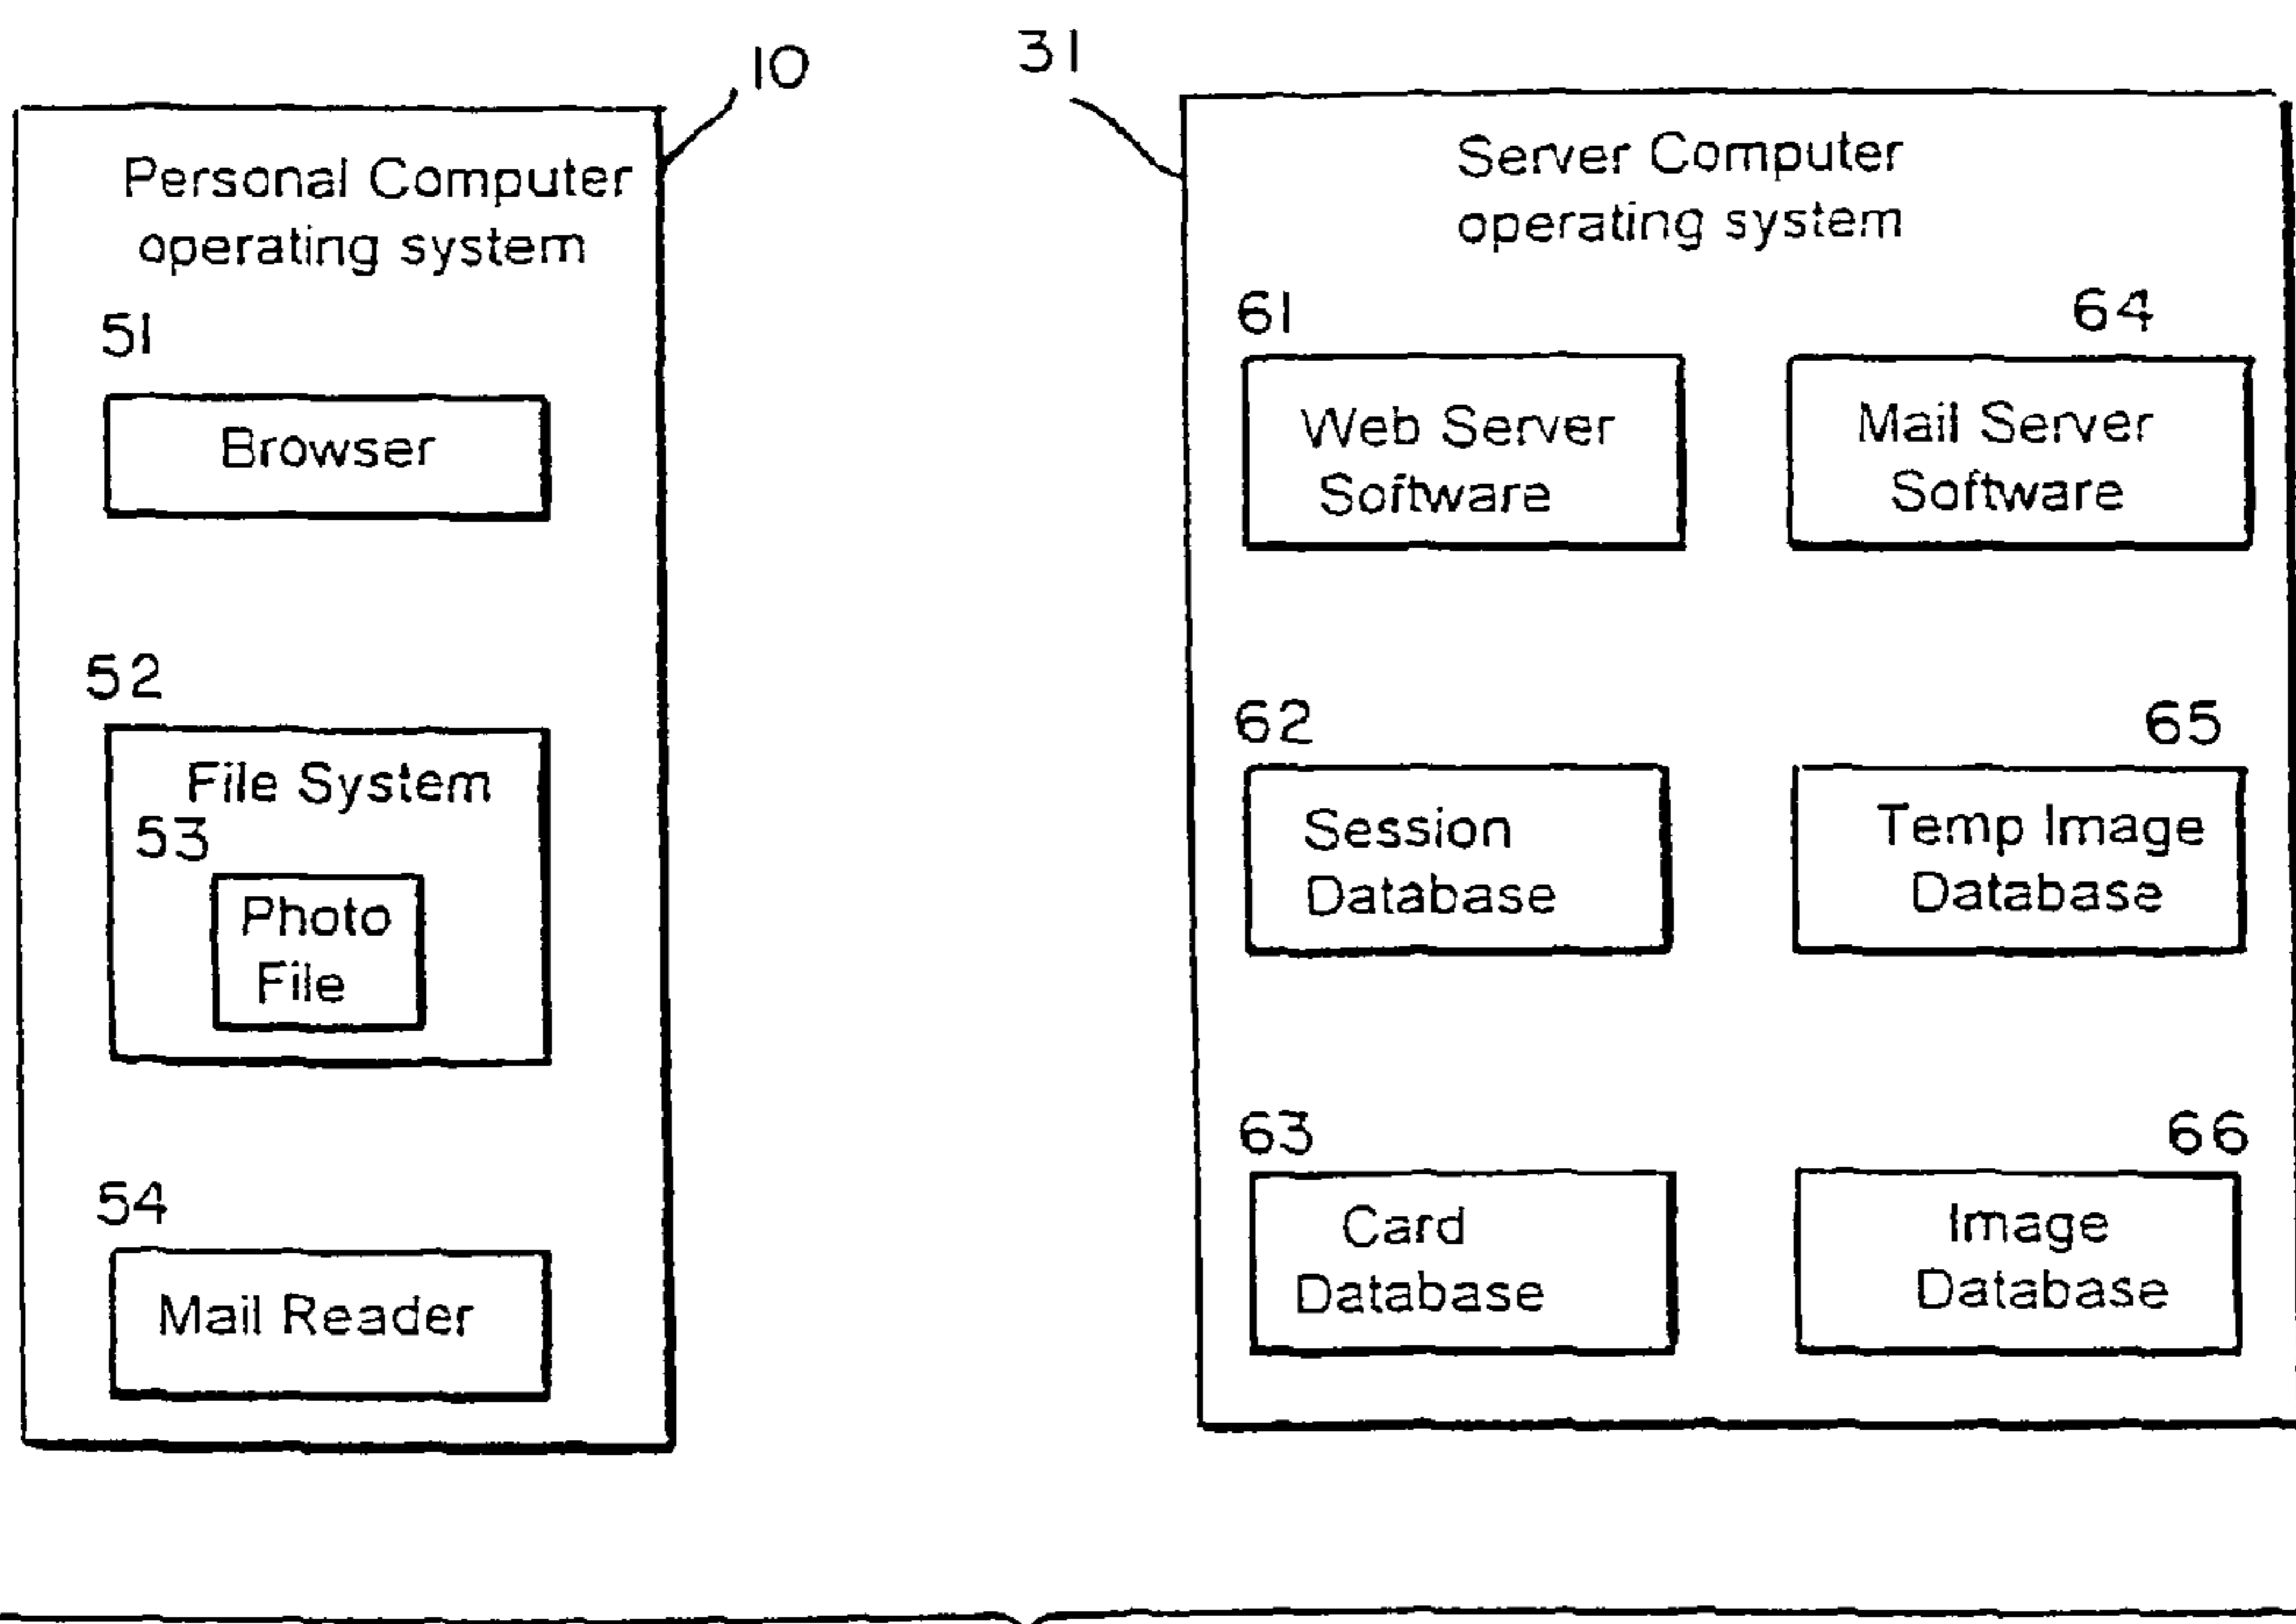 10
Personal Computer
operating system
51
Browser
52
File System
53
Photo
File
54
Mail Reader
31
Server Computer
operating system
61
Web Server
Software
64
Mail Server
Software
62
Session
Database
65
Temp Image
Database
63
Card
Database
66
Image
Database